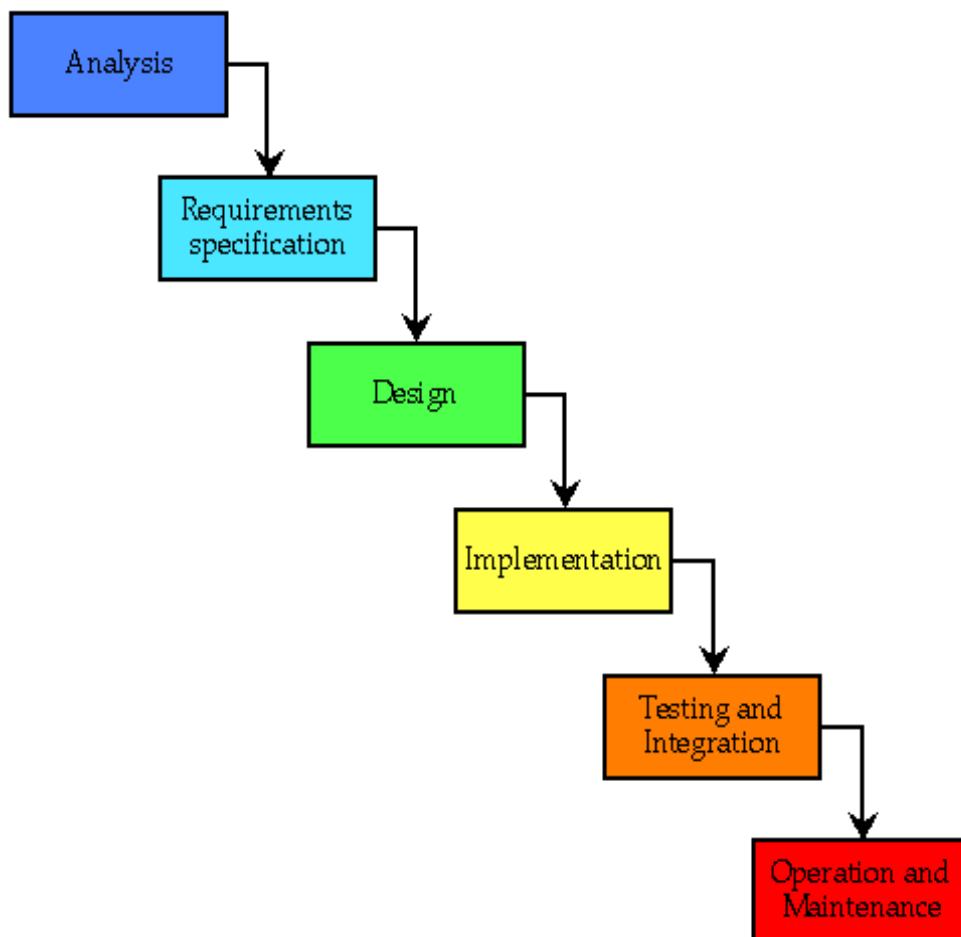 Analysis
Requirements
specification
Design
Implementation
Testing and
Integration
Operation and
Maintenance